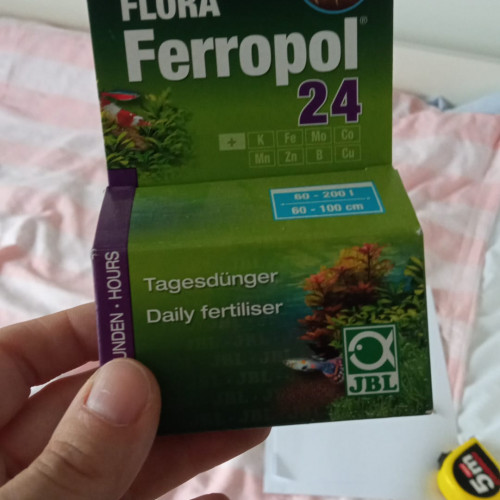 FLORA
Ferropol®
24
+ K Fe Mo Co
Mn Zn B Cu
60 - 200 l
60 - 100 cm
UNDEN · HOURS
Tagesdünger
Daily fertiliser
JBL
5m